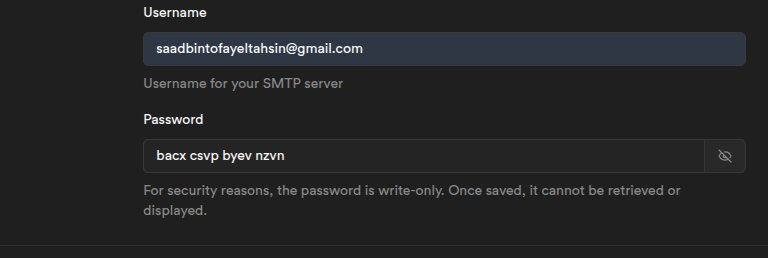 Username
saadbintofayeltahsin@gmail.com
Username for your SMTP server
Password
bacx csvp byev nzvn
For security reasons, the password is write-only. Once saved, it cannot be retrieved or
displayed.